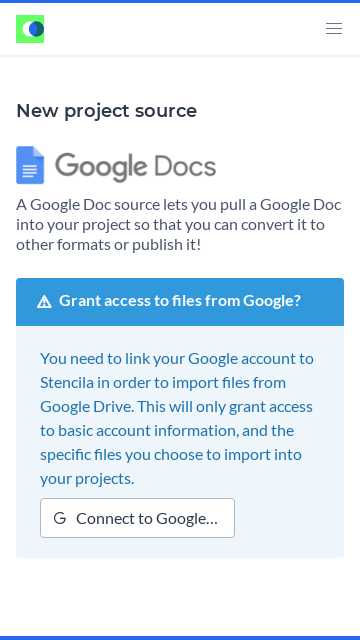 New project source
Google Docs
A Google Doc source lets you pull a Google Doc
into your project so that you can convert it to
other formats or publish it!
Grant access to files from Google?
You need to link your Google account to
Stencila in order to import files from
Google Drive. This will only grant access
to basic account information, and the
specific files you choose to import into
your projects.
Connect to Google...